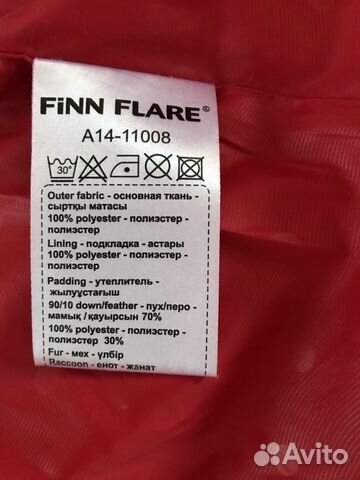 FiNN FLARE®
A14-11008
30°
Outer fabric - основная ткань -
сыртқы матасы
100% polyester - полиэстер -
полиэстер
Lining - подкладка - астары
100% polyester - полиэстер -
полиэстер
Padding - утеплитель -
жылуұстағыш
90/10 down/feather - пух/перо -
мамық / қауырсын 70%
100% polyester - полиэстер -
полиэстер 30%
Fur - мех - үлбір
Raccoon - енот - жанат
Avito